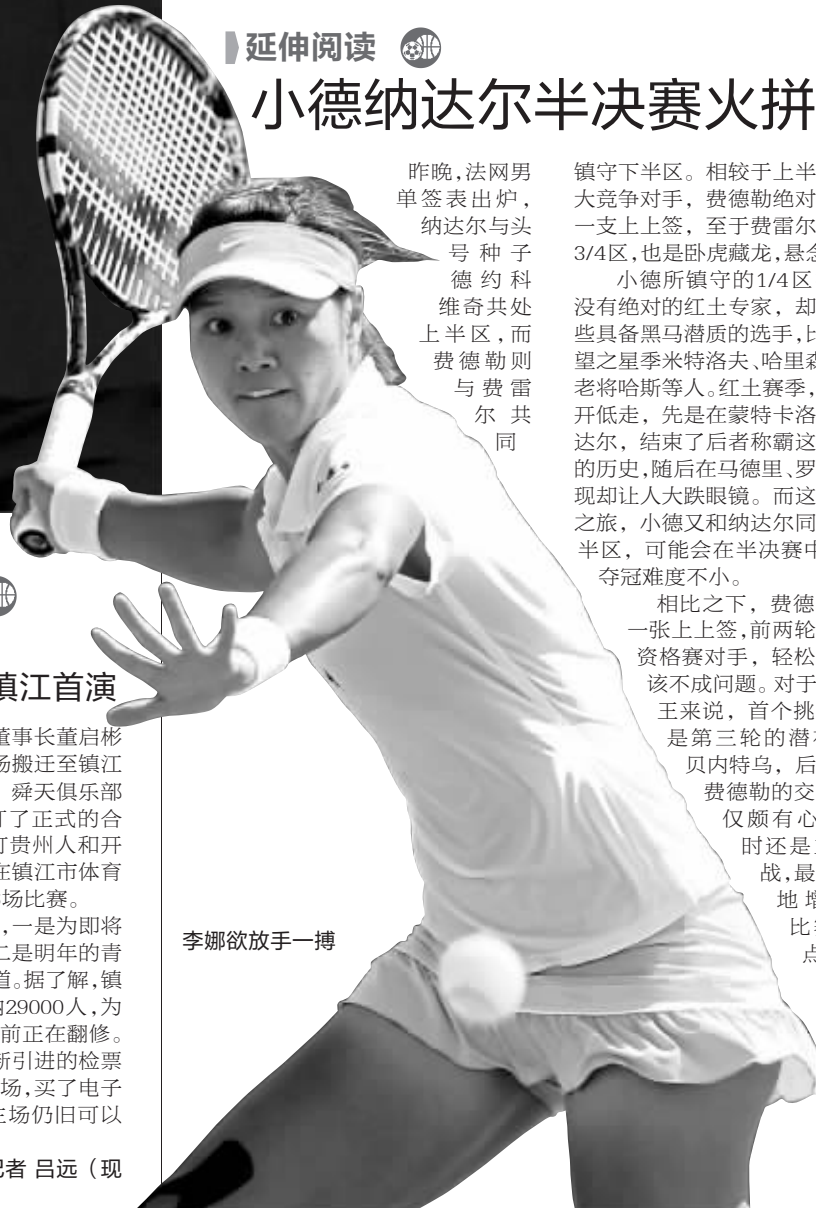 延伸阅读
小德纳达尔半决赛火拼
昨晚,法网男
单签表出炉,
纳达尔与头
号种子
德约科
维奇共处
上半区,而
费德勒则
与费雷
尔共
同
镇守下半区。相较于上半
大竞争对手，费德勒绝对
一支上上签，至于费雷尔
3/4区,也是卧虎藏龙,悬念
小德所镇守的1/4区
没有绝对的红土专家，却
些具备黑马潜质的选手,比
望之星季米特洛夫、哈里森
老将哈斯等人。红土赛季,
开低走，先是在蒙特卡洛
达尔，结束了后者称霸这
的历史,随后在马德里、罗
现却让人大跌眼镜。而这
之旅，小德又和纳达尔同
半区，可能会在半决赛中
夺冠难度不小。
相比之下，费德
一张上上签,前两轮
资格赛对手，轻松
该不成问题。对于
王来说，首个挑
是第三轮的潜在
贝内特乌，后
费德勒的交
仅颇有心
时还是
战,最
地增
比
点
李娜欲放手一搏
镇江首演
董事长董启彬
场搬迁至镇江
舜天俱乐部
订了正式的合
打贵州人和开
在镇江市体育
场比赛。
,一是为即将
二是明年的青
道。据了解,镇
纳29000人,为
前正在翻修。
新引进的检票
场,买了电子
主场仍旧可以
记者 吕远（现